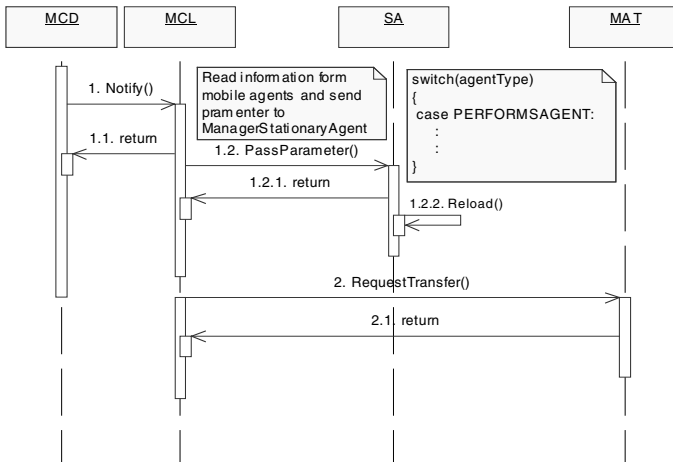 MCD
MCL
SA
MAT
Read information form
mobile agents and send
pramenter to
ManagerStationaryAgent
switch(agentType)
{
case PERFORMSAGENT:
:
:
}
1. Notify()
1.1. return
1.2. PassParameter()
1.2.1. return
1.2.2. Reload()
2. RequestTransfer()
2.1. return